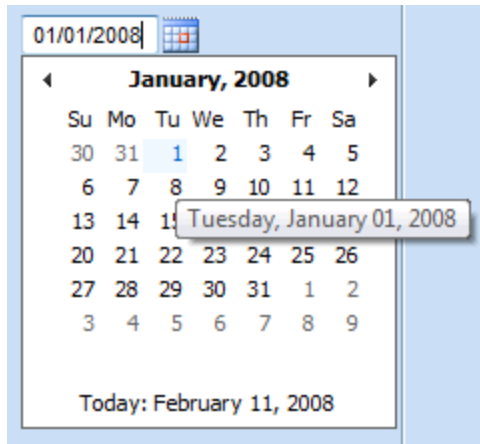 01/01/2008
January, 2008
Su Mo Tu We Th Fr Sa
30 31 1 2 3 4 5
6 7 8 9 10 11 12
13 14 15
Tuesday, January 01, 2008
20 21 22 23 24 25 26
27 28 29 30 31 1 2
3 4 5 6 7 8 9
Today: February 11, 2008